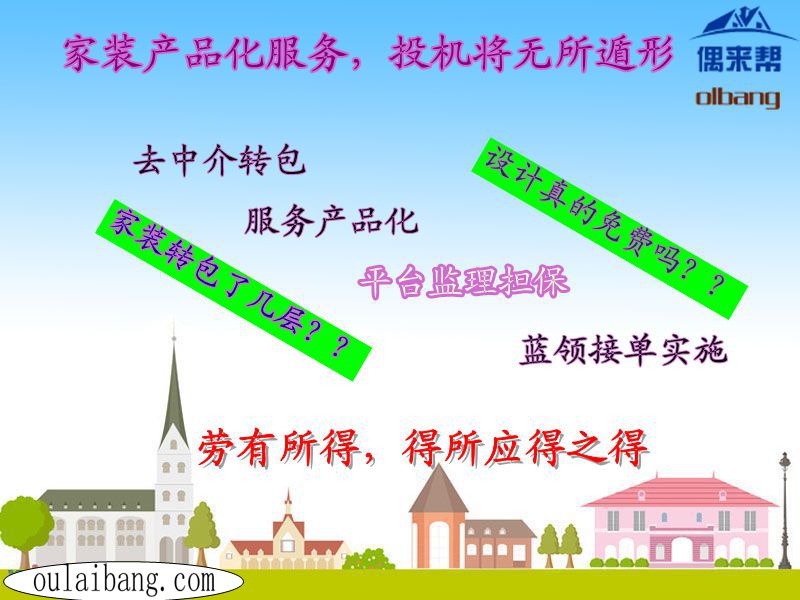 家装产品化服务，投机将无所遁形
偶来帮
olbang
去中介转包
设计真的免费吗？？
服务产品化
家装转包了几层？？
平台监理担保
蓝领接单实施
劳有所得，得所应得之得
oulaibang.com